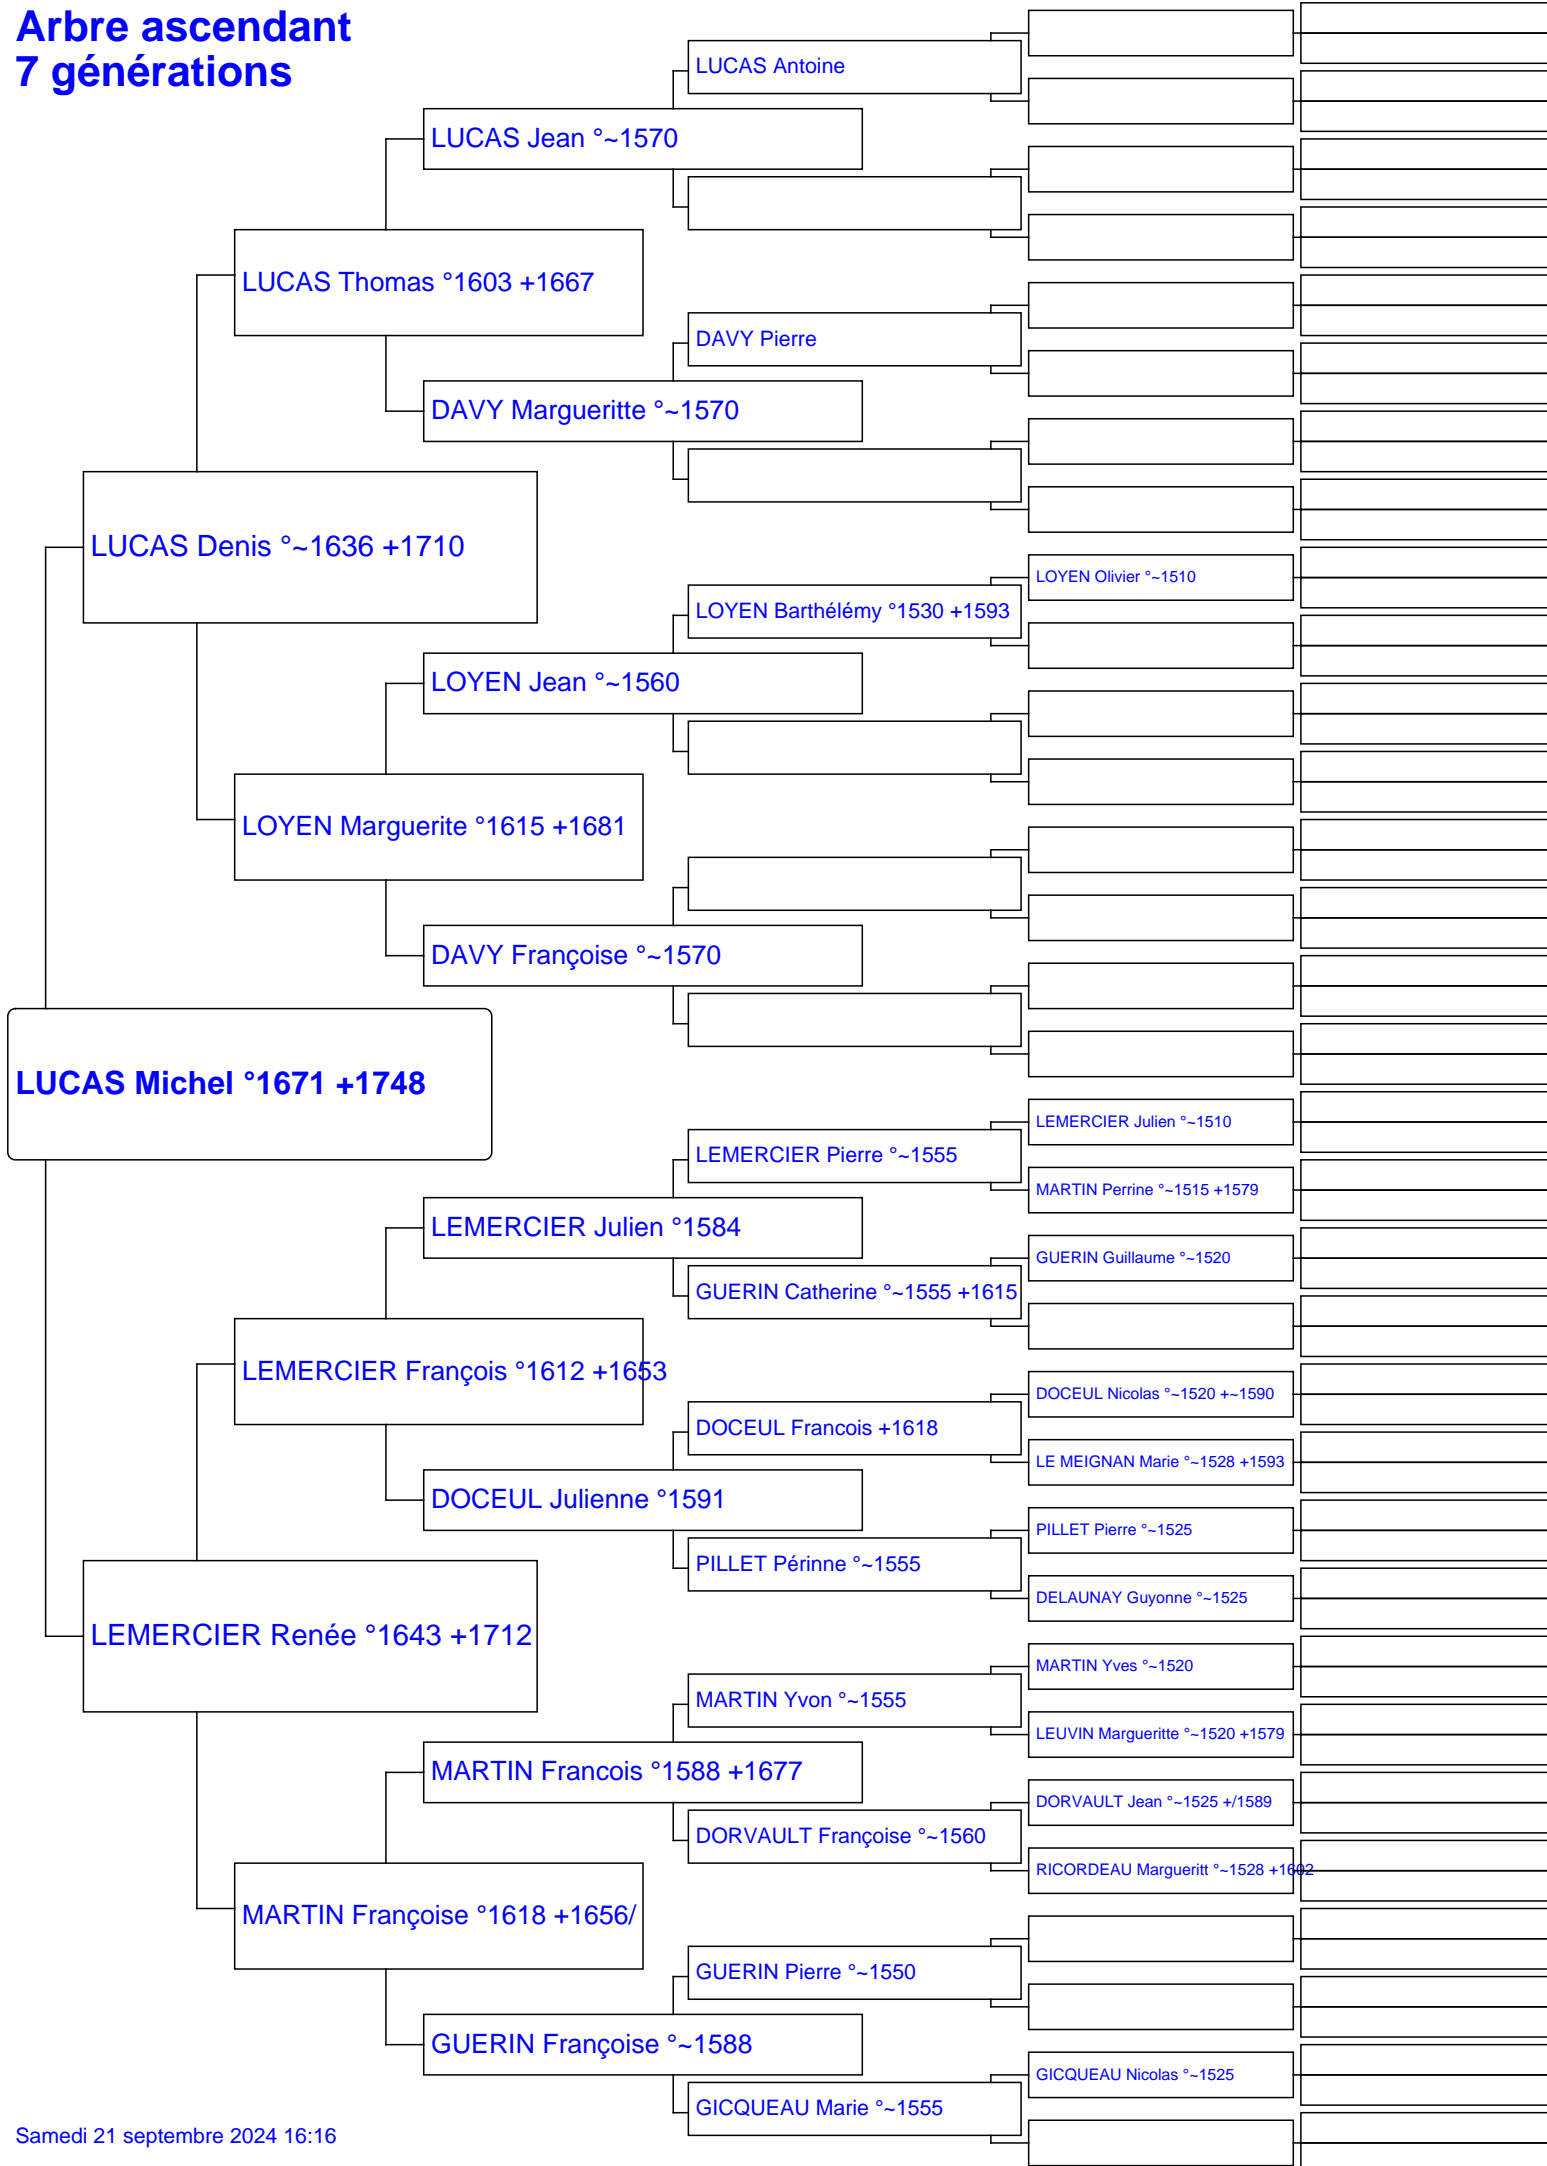 Arbre ascendant
7 générations
LUCAS Antoine
LUCAS Jean °~1570
LUCAS Thomas °1603 +1667
DAVY Pierre
DAVY Margueritte °~1570
LUCAS Denis °~1636 +1710
LOYEN Olivier °~1510
LOYEN Barthélémy °1530 +1593
LOYEN Jean °~1560
LOYEN Marguerite °1615 +1681
DAVY Françoise °~1570
LUCAS Michel °1671 +1748
LEMERCIER Julien °~1510
LEMERCIER Pierre °~1555
MARTIN Perrine °~1515 +1579
LEMERCIER Julien °1584
GUERIN Guillaume °~1520
GUERIN Catherine °~1555 +1615
LEMERCIER François °1612 +1653
DOCEUL Nicolas °~1520 +~1590
DOCEUL Francois +1618
LE MEIGNAN Marie °~1528 +1593
DOCEUL Julienne °1591
PILLET Pierre °~1525
PILLET Périnne °~1555
DELAUNAY Guyonne °~1525
LEMERCIER Renée °1643 +1712
MARTIN Yves °~1520
MARTIN Yvon °~1555
LEUVIN Margueritte °~1520 +1579
MARTIN Francois °1588 +1677
DORVAULT Jean °~1525 +/1589
DORVAULT Françoise °~1560
RICORDEAU Margueritt °~1528 +1602
MARTIN Françoise °1618 +1656/
GUERIN Pierre °~1550
GUERIN Françoise °~1588
GICQUEAU Nicolas °~1525
GICQUEAU Marie °~1555
Samedi 21 septembre 2024 16:16